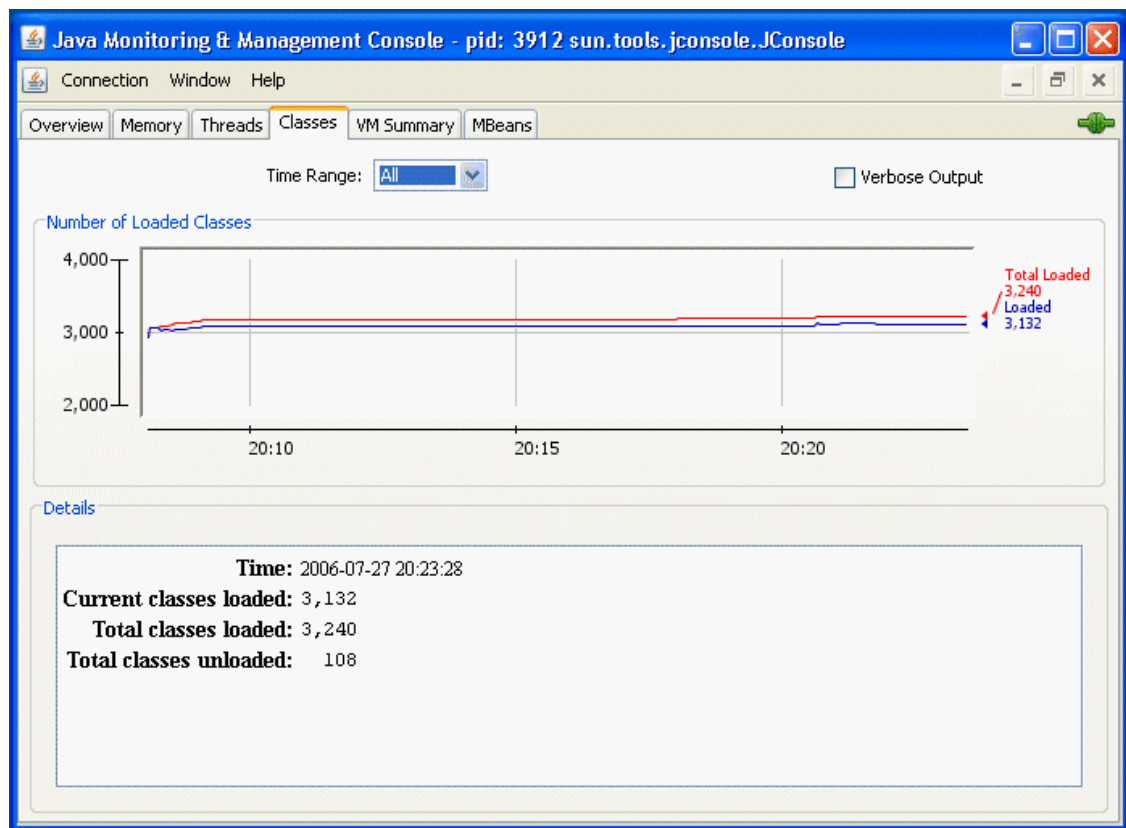 Java Monitoring & Management Console - pid: 3912 sun.tools.jconsole.JConsole
Connection Window Help
Overview Memory Threads Classes VM Summary MBeans
Time Range: All Verbose Output
Number of Loaded Classes
4,000
3,000
2,000
Total Loaded
3,240
Loaded
3,132
20:10 20:15 20:20
Details
Time: 2006-07-27 20:23:28
Current classes loaded: 3,132
Total classes loaded: 3,240
Total classes unloaded: 108